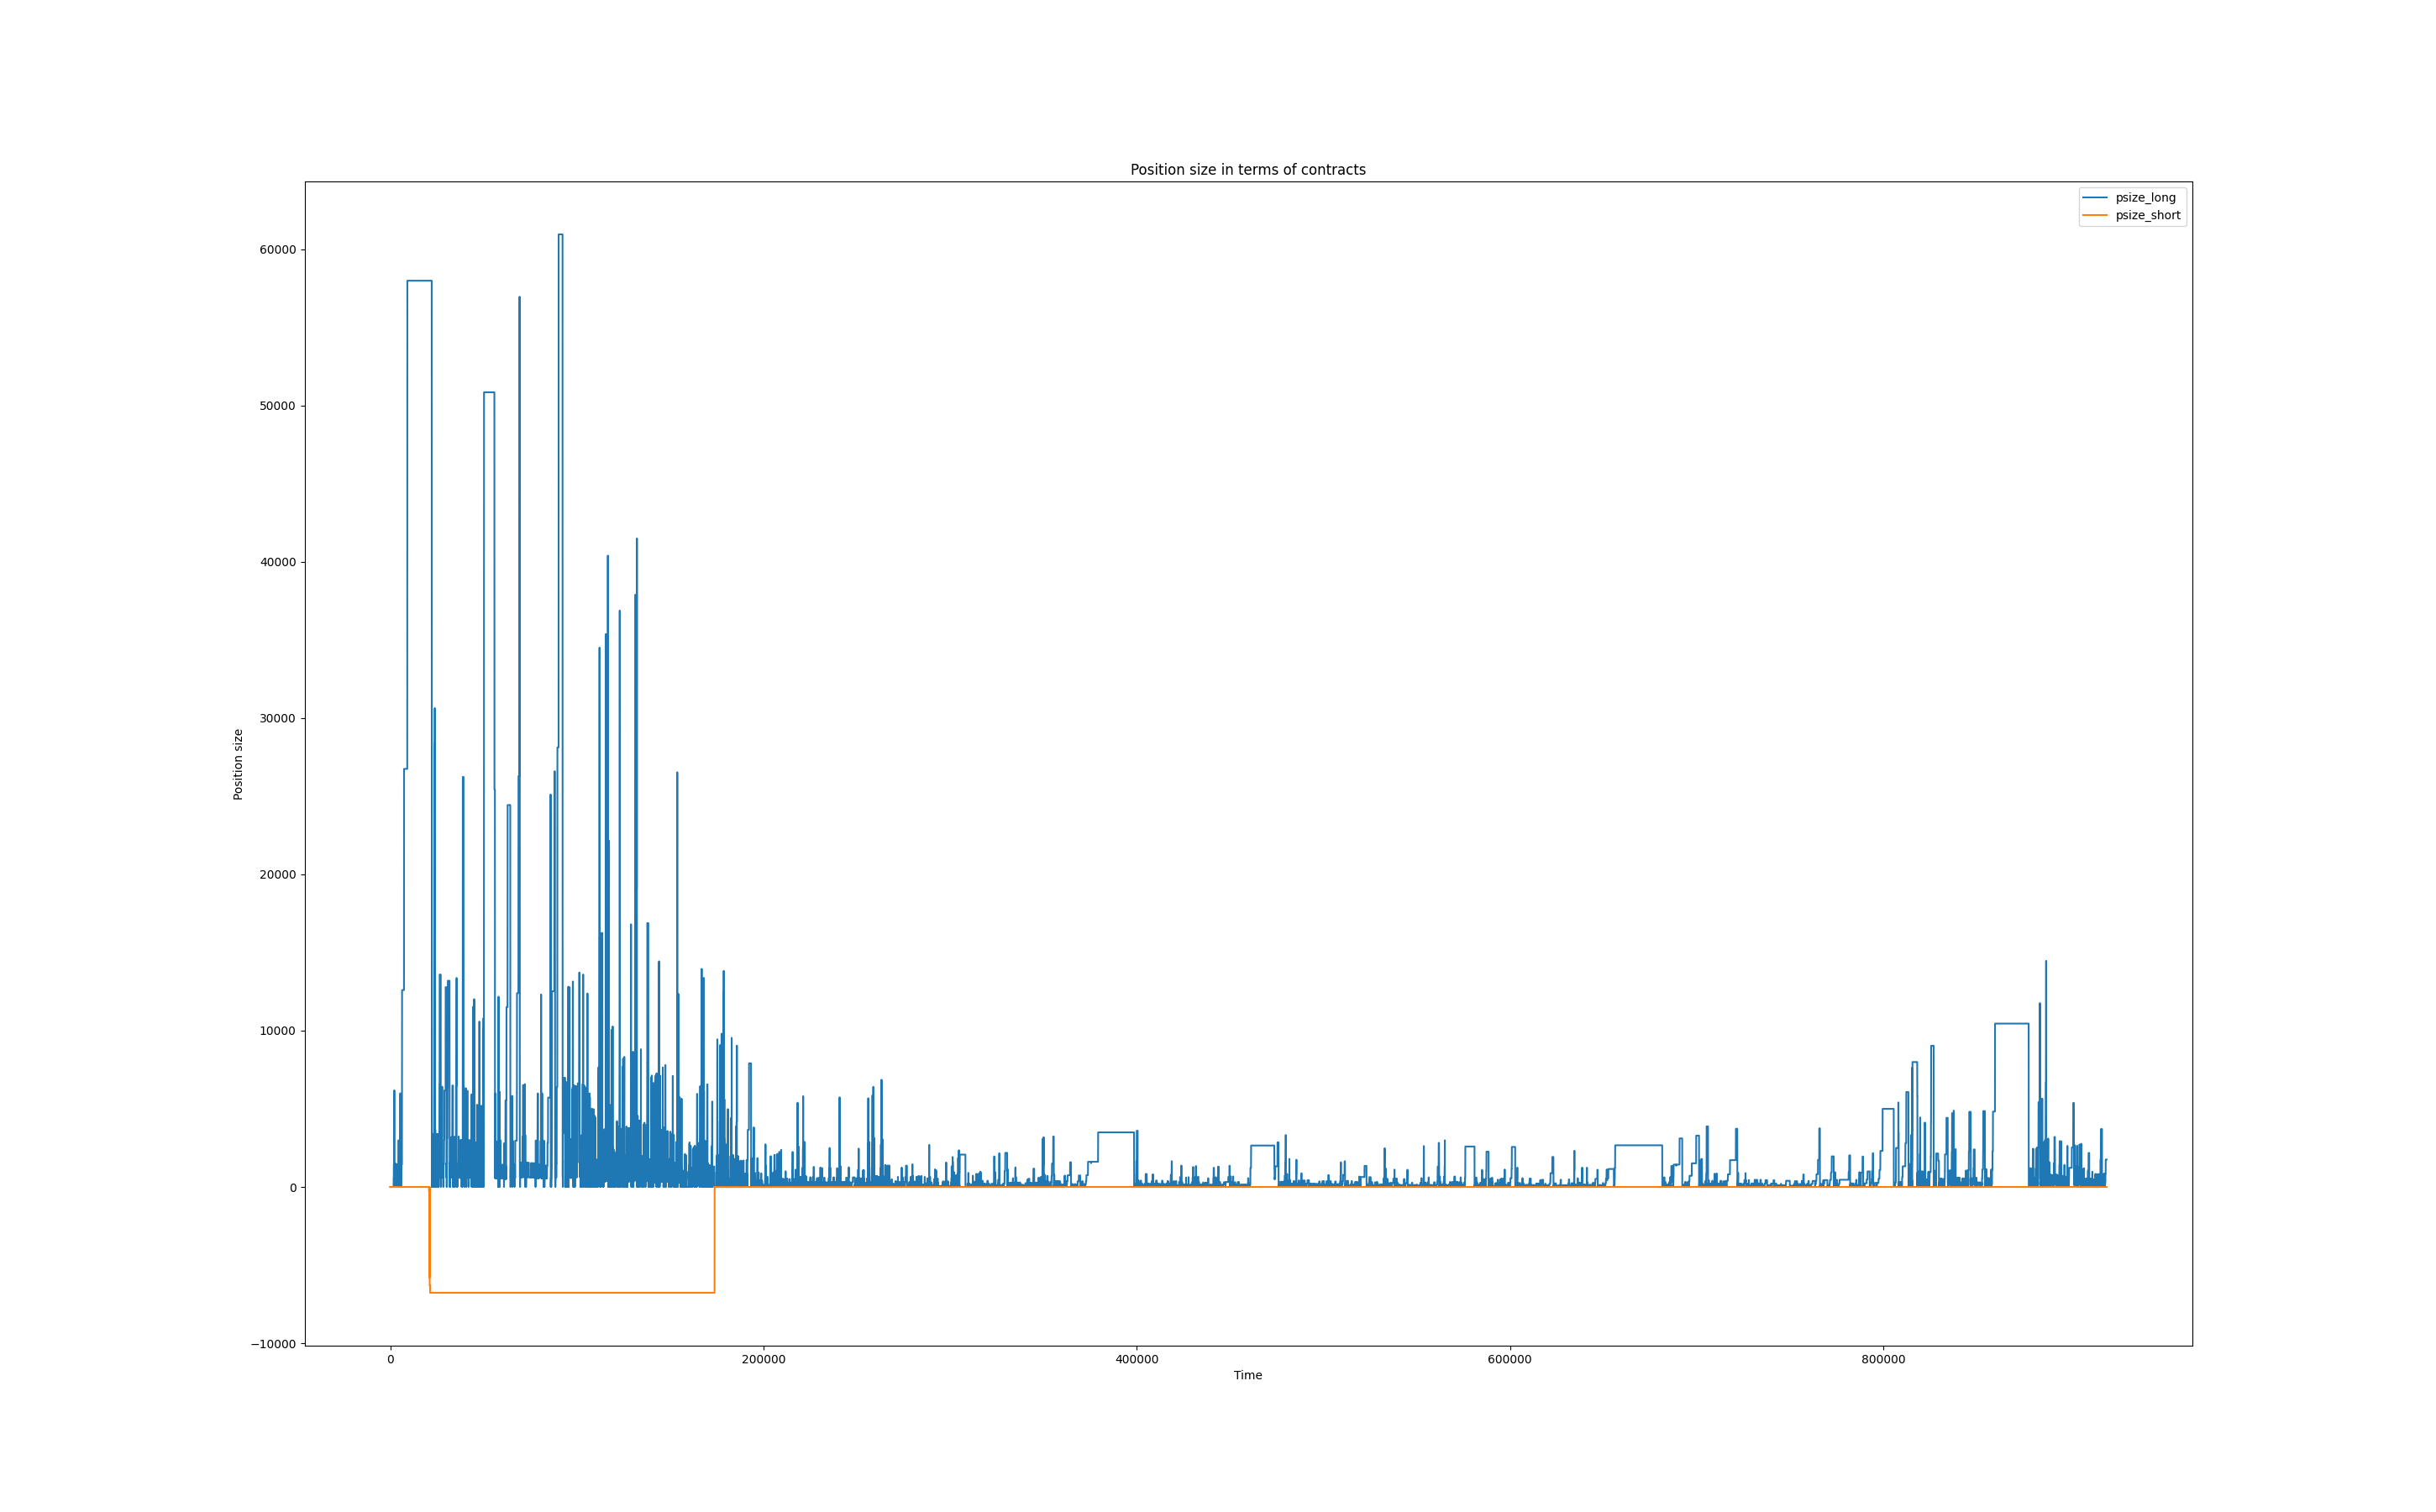 Position size in terms of contracts
psize_long
psize_short
60000
50000
40000
30000
20000
10000
0
−10000
Position size
0
200000
400000
600000
800000
Time